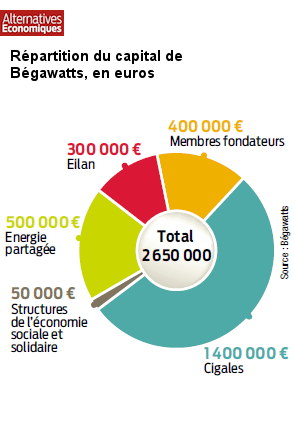 Alternatives
Economiques
Répartition du capital de
Bégawatts, en euros
400 000 €
Membres fondateurs
300 000 €
Eilan
500 000 €
Energie
partagée
Total
2 650 000
50 000 €
Structures
de l'économie
sociale et
solidaire
1 400 000 €
Cigales
Source : Bégawatts